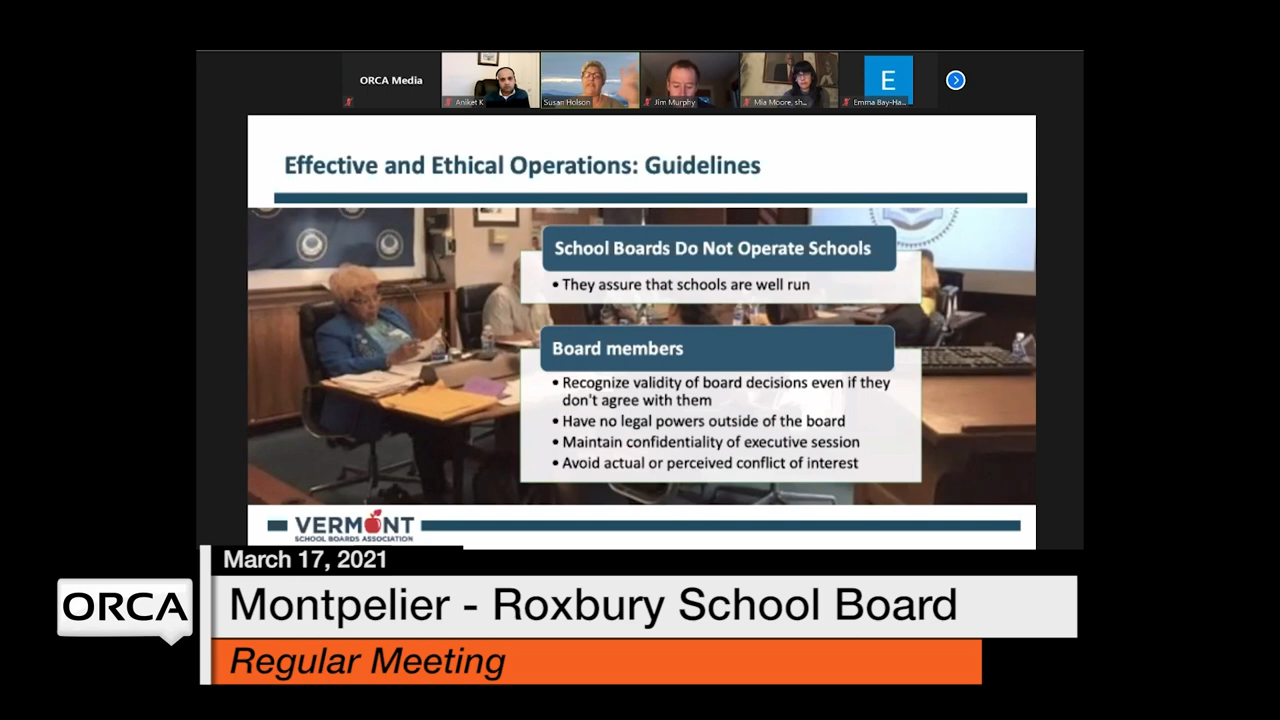 ORCA Media
Aniket K
Susan Holson
Jim Murphy
Mia Moore, sh...
Emma Bay-Ha...
E
Effective and Ethical Operations: Guidelines
School Boards Do Not Operate Schools
• They assure that schools are well run
Board members
• Recognize validity of board decisions even if they
don't agree with them
• Have no legal powers outside of the board
• Maintain confidentiality of executive session
• Avoid actual or perceived conflict of interest
VERMONT
SCHOOL BOARDS ASSOCIATION
March 17, 2021
ORCA
Montpelier - Roxbury School Board
Regular Meeting